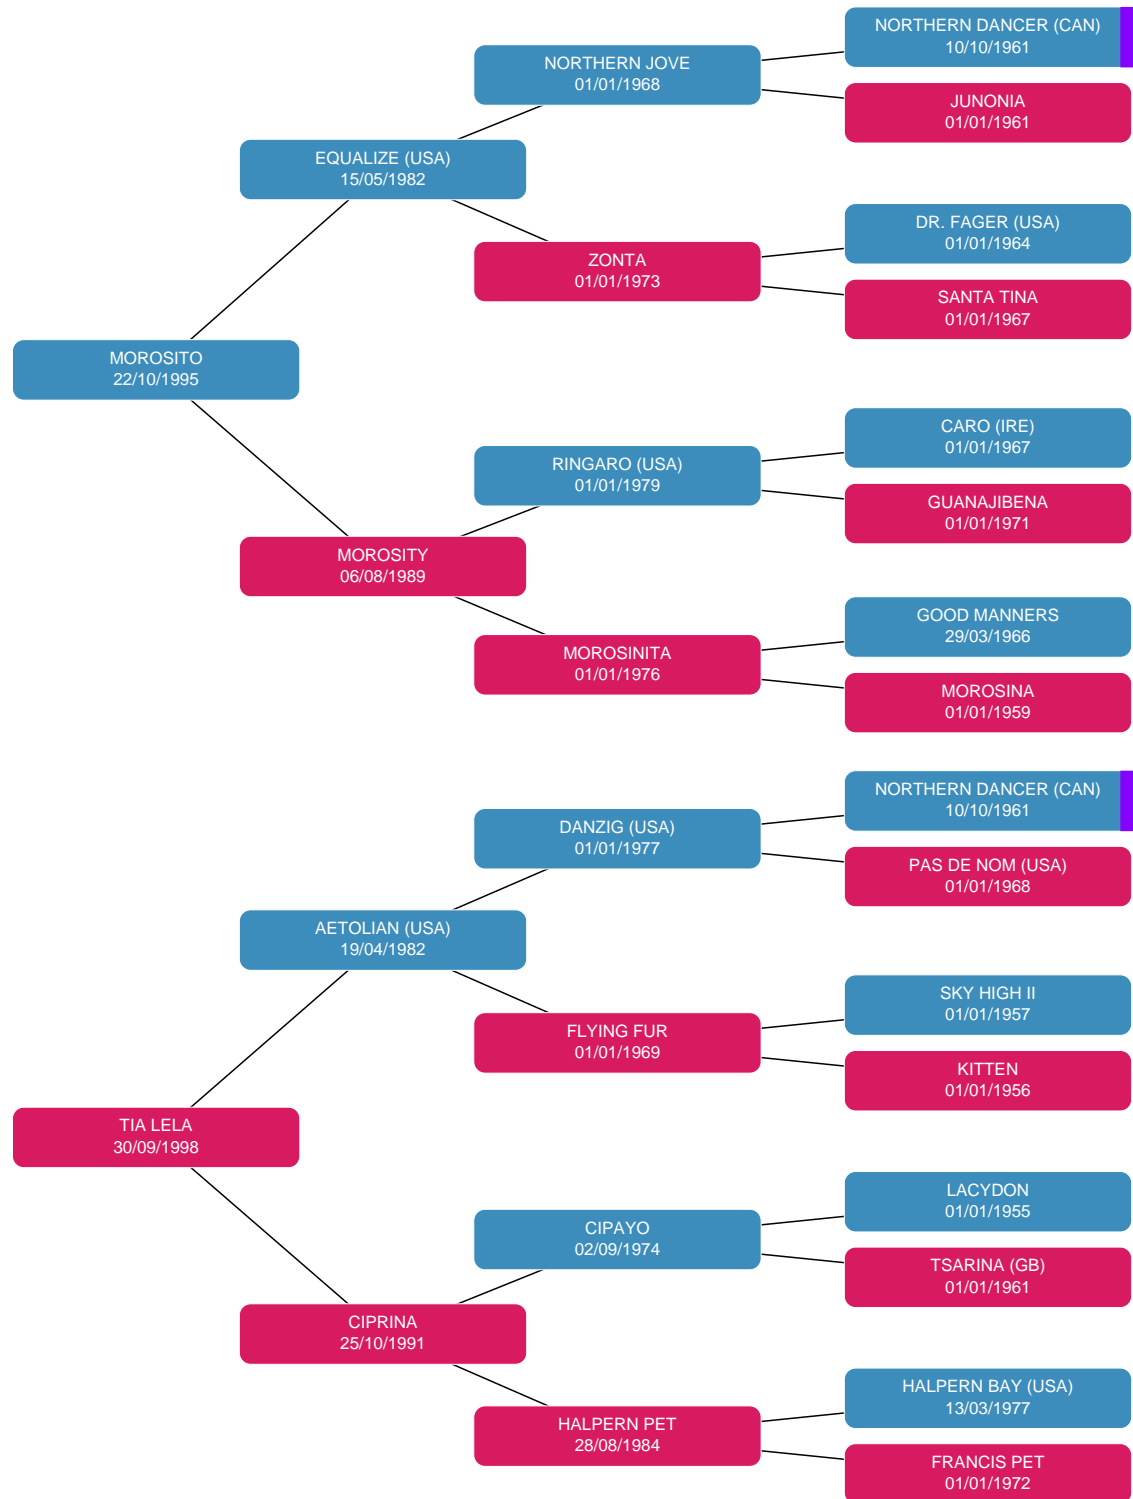 NORTHERN DANCER (CAN)
10/10/1961
NORTHERN JOVE
01/01/1968
JUNONIA
01/01/1961
EQUALIZE (USA)
15/05/1982
DR. FAGER (USA)
01/01/1964
ZONTA
01/01/1973
SANTA TINA
01/01/1967
MOROSITO
22/10/1995
CARO (IRE)
01/01/1967
RINGARO (USA)
01/01/1979
GUANAJIBENA
01/01/1971
MOROSITY
06/08/1989
GOOD MANNERS
29/03/1966
MOROSINITA
01/01/1976
MOROSINA
01/01/1959
NORTHERN DANCER (CAN)
10/10/1961
DANZIG (USA)
01/01/1977
PAS DE NOM (USA)
01/01/1968
AETOLIAN (USA)
19/04/1982
SKY HIGH II
01/01/1957
FLYING FUR
01/01/1969
KITTEN
01/01/1956
TIA LELA
30/09/1998
LACYDON
01/01/1955
CIPAYO
02/09/1974
TSARINA (GB)
01/01/1961
CIPRINA
25/10/1991
HALPERN BAY (USA)
13/03/1977
HALPERN PET
28/08/1984
FRANCIS PET
01/01/1972